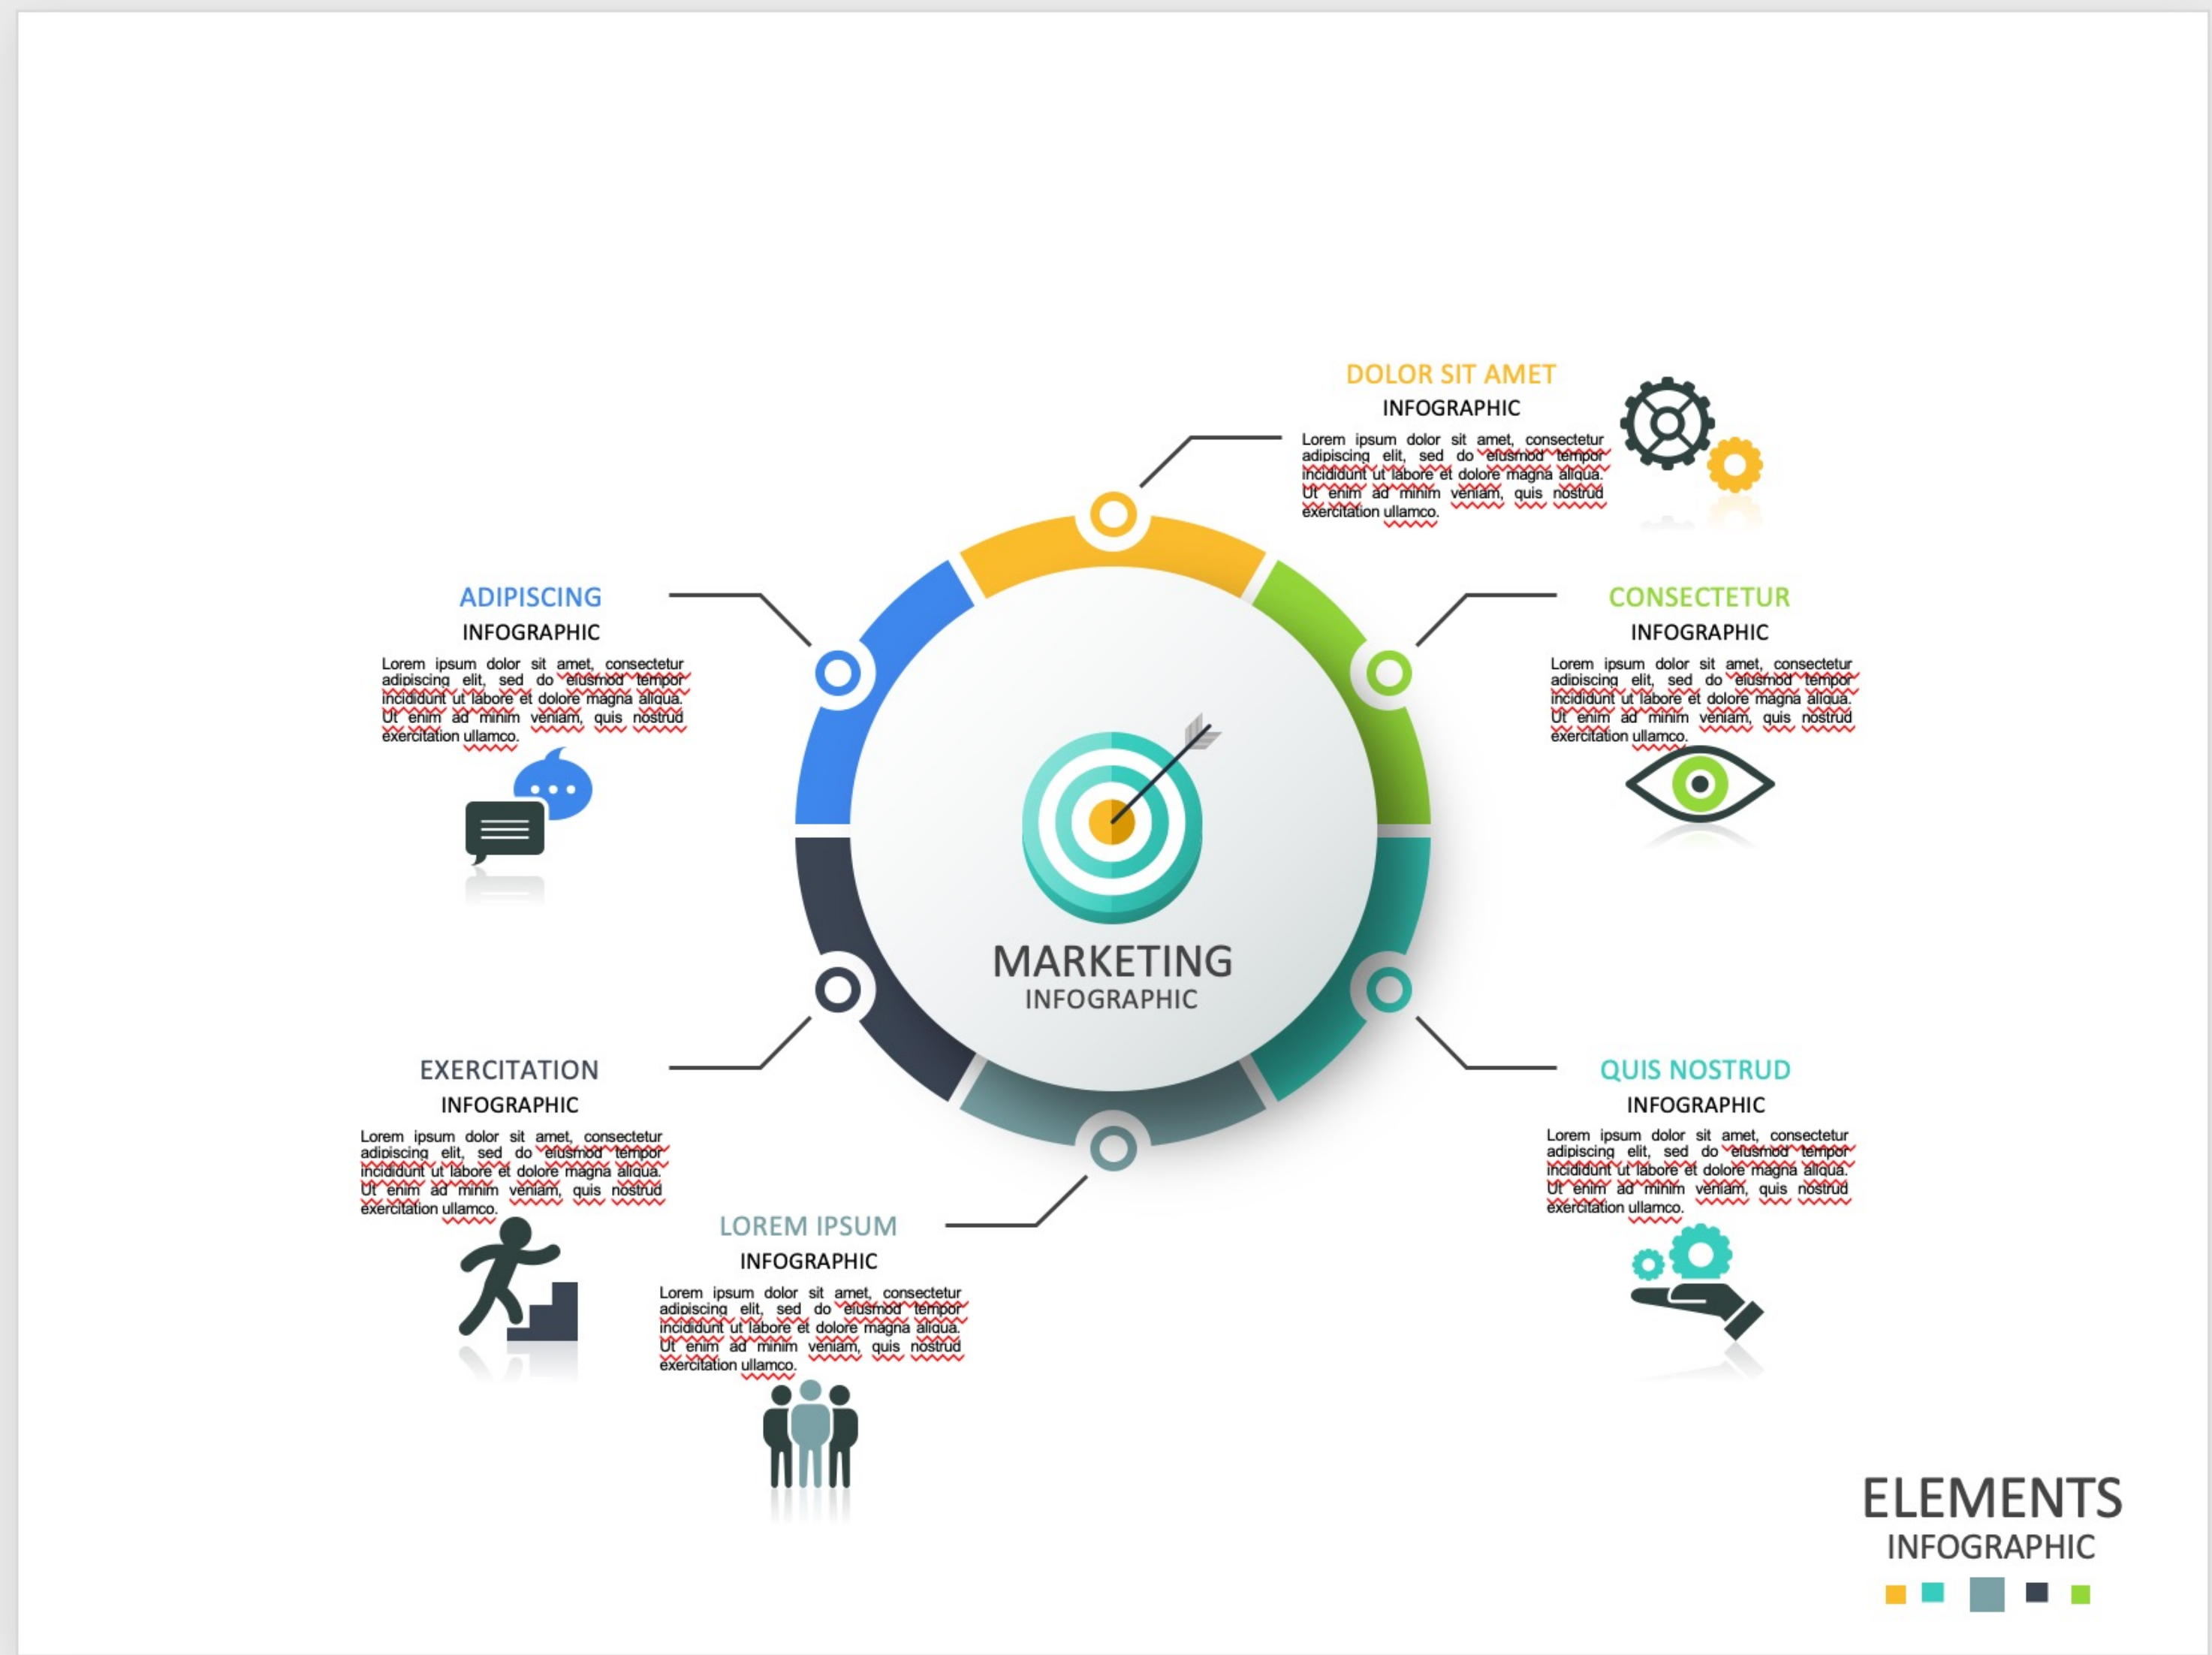 DOLOR SIT AMET
INFOGRAPHIC
Lorem ipsum dolor sit amet, consectetur
adipiscing elit, sed do eiusmod tempor
incididunt ut labore et dolore magna aliqua.
Ut enim ad minim veniam, quis nostrud
exercitation ullamco.
ADIPISCING
INFOGRAPHIC
Lorem ipsum dolor sit amet, consectetur
adipiscing elit, sed do eiusmod tempor
incididunt ut labore et dolore magna aliqua.
Ut enim ad minim veniam, quis nostrud
exercitation ullamco.
CONSECTETUR
INFOGRAPHIC
Lorem ipsum dolor sit amet, consectetur
adipiscing elit, sed do eiusmod tempor
incididunt ut labore et dolore magna aliqua.
Ut enim ad minim veniam, quis nostrud
exercitation ullamco.
MARKETING
INFOGRAPHIC
EXERCITATION
INFOGRAPHIC
Lorem ipsum dolor sit amet, consectetur
adipiscing elit, sed do eiusmod tempor
incididunt ut labore et dolore magna aliqua.
Ut enim ad minim veniam, quis nostrud
exercitation ullamco.
QUIS NOSTRUD
INFOGRAPHIC
Lorem ipsum dolor sit amet, consectetur
adipiscing elit, sed do eiusmod tempor
incididunt ut labore et dolore magna aliqua.
Ut enim ad minim veniam, quis nostrud
exercitation ullamco.
LOREM IPSUM
INFOGRAPHIC
Lorem ipsum dolor sit amet, consectetur
adipiscing elit, sed do eiusmod tempor
incididunt ut labore et dolore magna aliqua.
Ut enim ad minim veniam, quis nostrud
exercitation ullamco.
ELEMENTS
INFOGRAPHIC